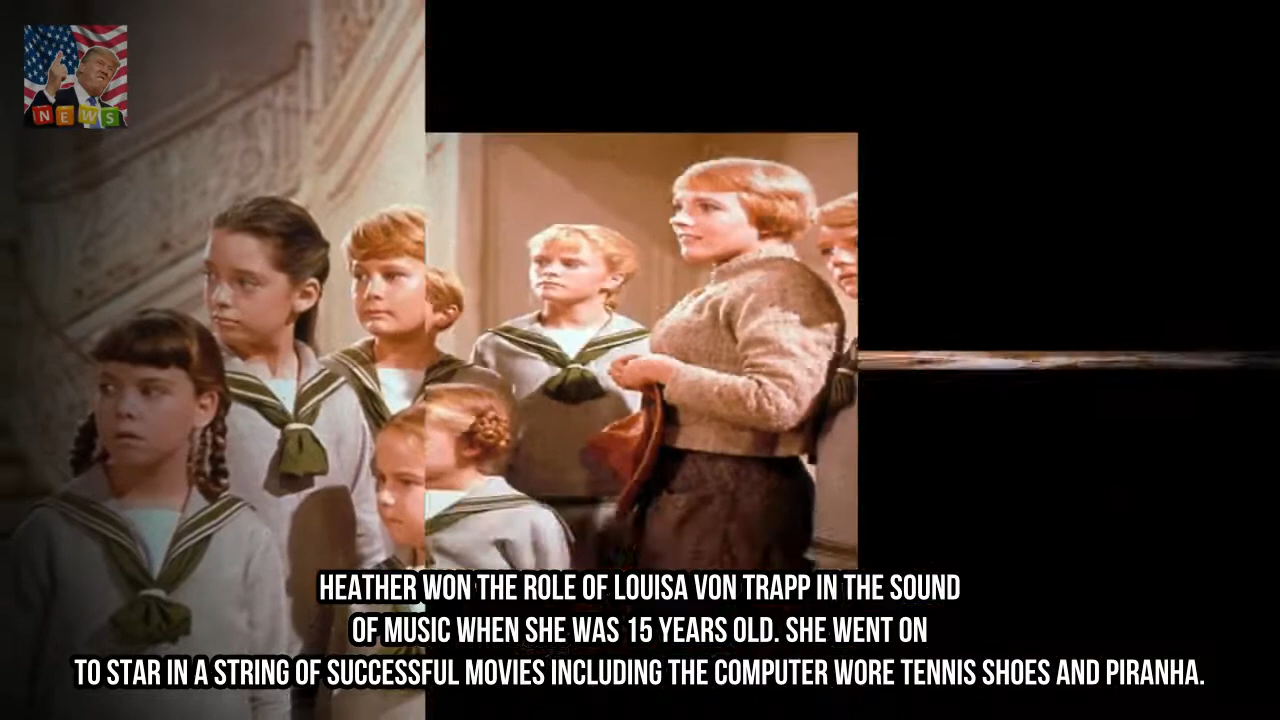 NEWS
HEATHER WON THE ROLE OF LOUISA VON TRAPP IN THE SOUND
OF MUSIC WHEN SHE WAS 15 YEARS OLD. SHE WENT ON
TO STAR IN A STRING OF SUCCESSFUL MOVIES INCLUDING THE COMPUTER WORE TENNIS SHOES AND PIRANHA.